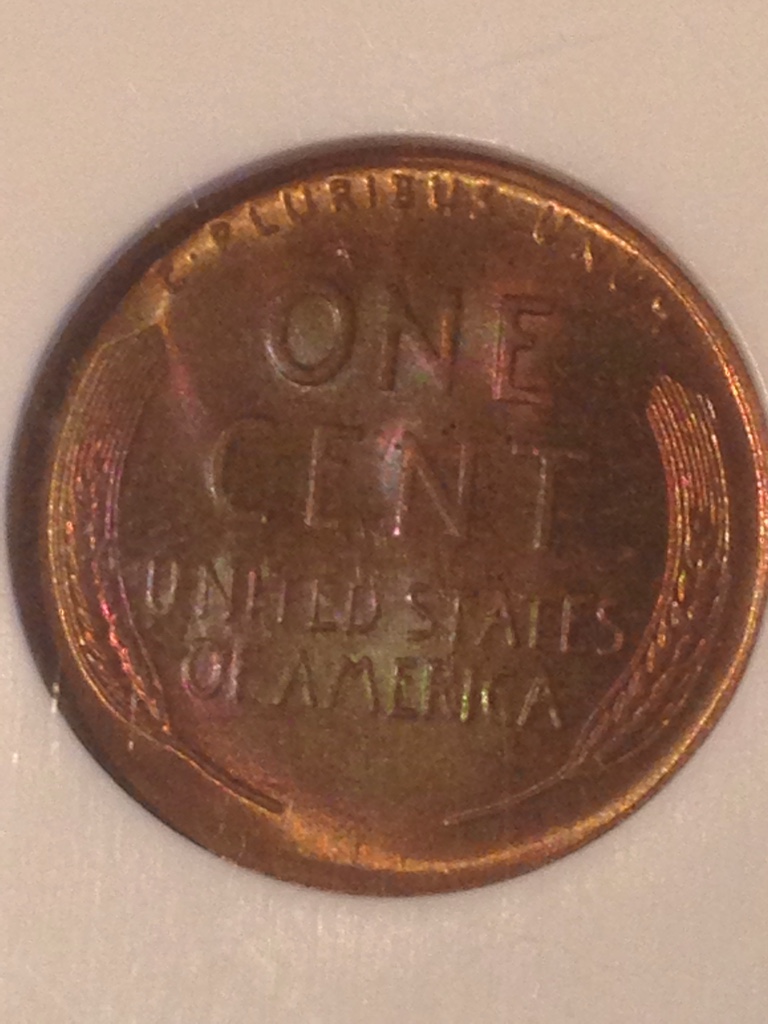 E·PLURIBUS UNUM
ONE
CENT
UNITED STATES
OF AMERICA